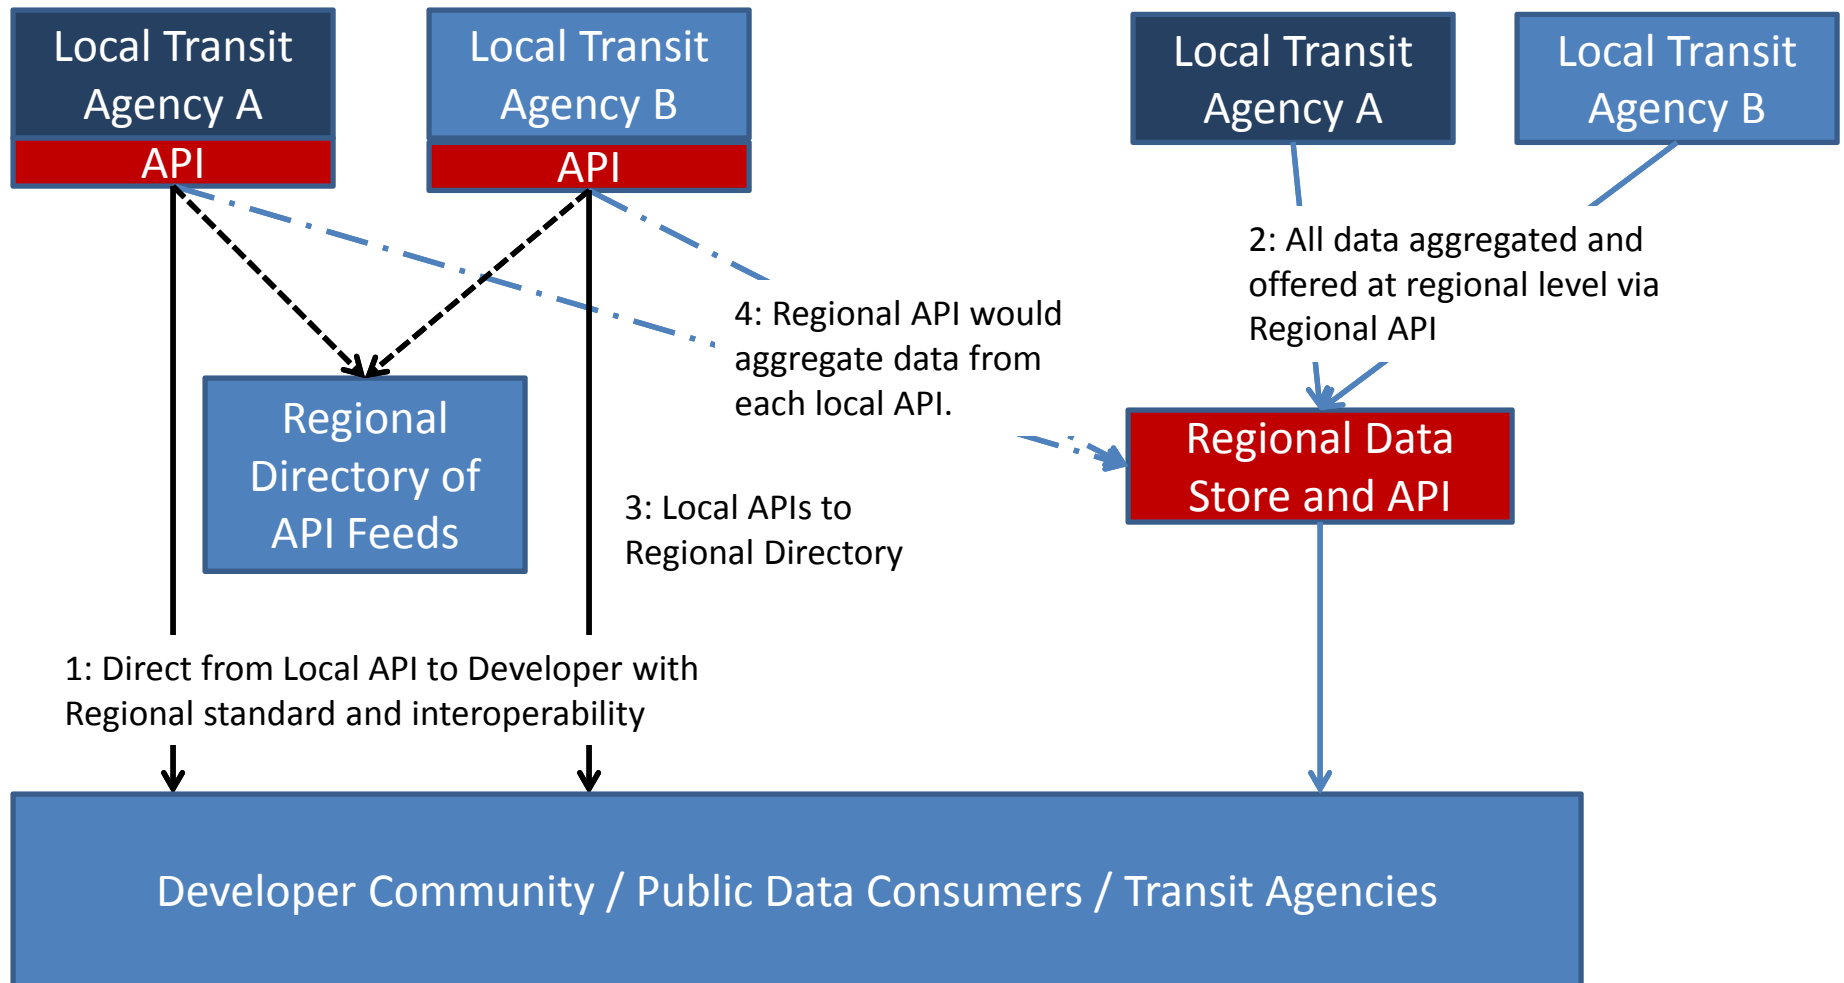 Local Transit
Agency A
API
Local Transit
Agency B
API
Local Transit
Agency A
Local Transit
Agency B
2: All data aggregated and
offered at regional level via
Regional API
4: Regional API would
aggregate data from
each local API.
Regional
Directory of
API Feeds
Regional Data
Store and API
3: Local APIs to
Regional Directory
1: Direct from Local API to Developer with
Regional standard and interoperability
Developer Community / Public Data Consumers / Transit Agencies